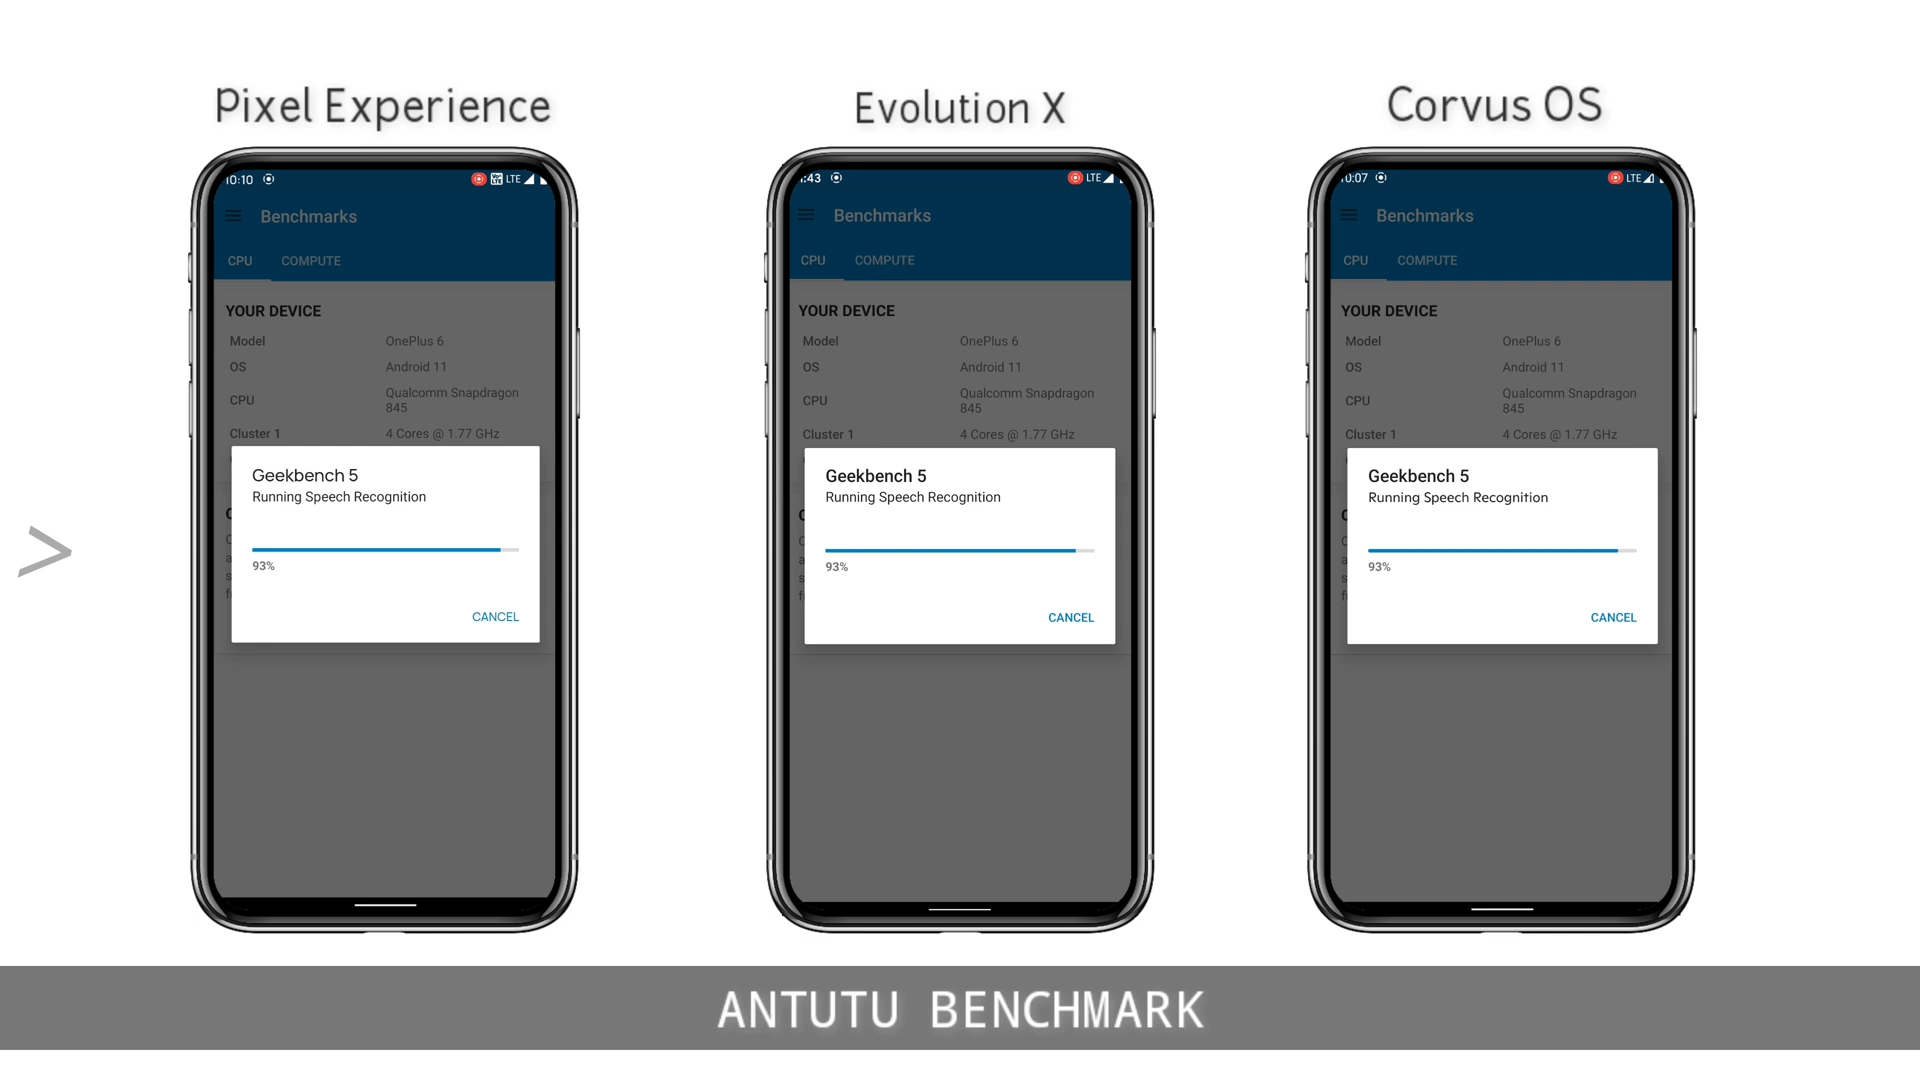 Pixel Experience
Evolution X
Corvus OS
10:10
LTE
Benchmarks
CPU COMPUTE
YOUR DEVICE
Model OnePlus 6
OS Android 11
CPU Qualcomm Snapdragon
845
Cluster 1 4 Cores @ 1.77 GHz
Geekbench 5
Running Speech Recognition
93%
CANCEL
:43
LTE
Benchmarks
CPU COMPUTE
YOUR DEVICE
Model OnePlus 6
OS Android 11
CPU Qualcomm Snapdragon
845
Cluster 1 4 Cores @ 1.77 GHz
Geekbench 5
Running Speech Recognition
93%
CANCEL
10:07
LTE
Benchmarks
CPU COMPUTE
YOUR DEVICE
Model OnePlus 6
OS Android 11
CPU Qualcomm Snapdragon
845
Cluster 1 4 Cores @ 1.77 GHz
Geekbench 5
Running Speech Recognition
93%
CANCEL
>
ANTUTU BENCHMARK